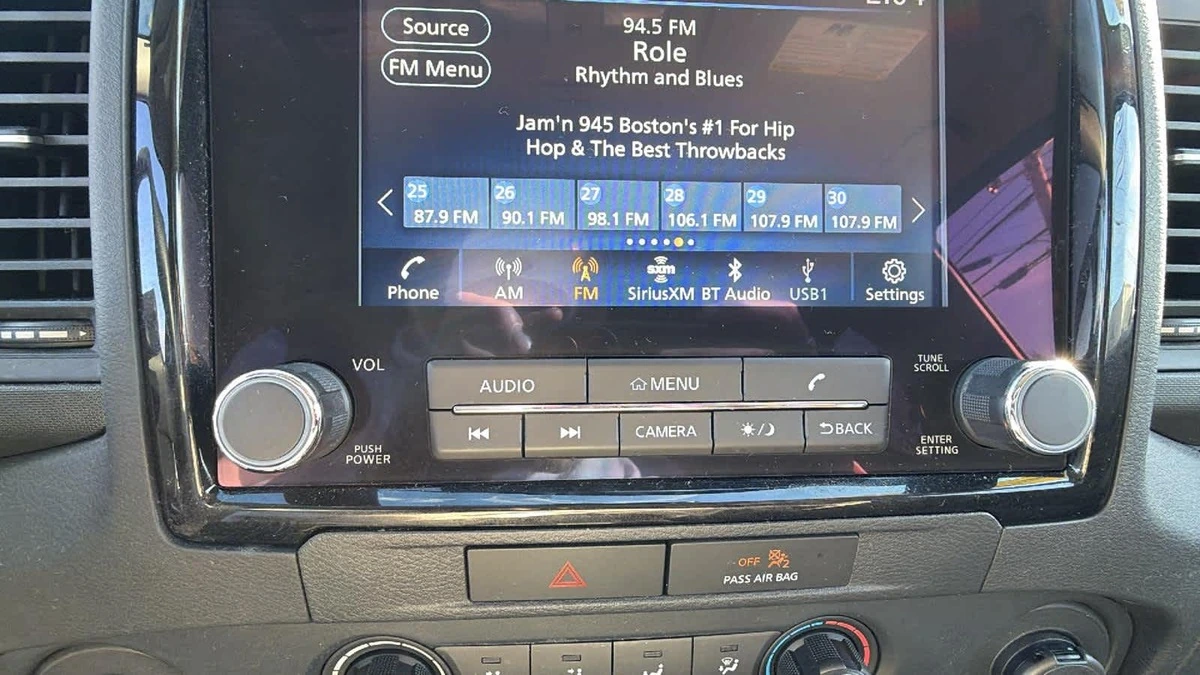 Source
94.5 FM
FM Menu
Role
Rhythm and Blues
Jam'n 945 Boston's #1 For Hip
Hop & The Best Throwbacks
25 26 27 28 29 30
87.9 FM 90.1 FM 98.1 FM 106.1 FM 107.9 FM 107.9 FM
sxm
Phone AM FM SiriusXM BT Audio USB1 Settings
VOL
TUNE
SCROLL
AUDIO MENU
CAMERA BACK
PUSH
POWER
ENTER
SETTING
OFF 2
PASS AIR BAG